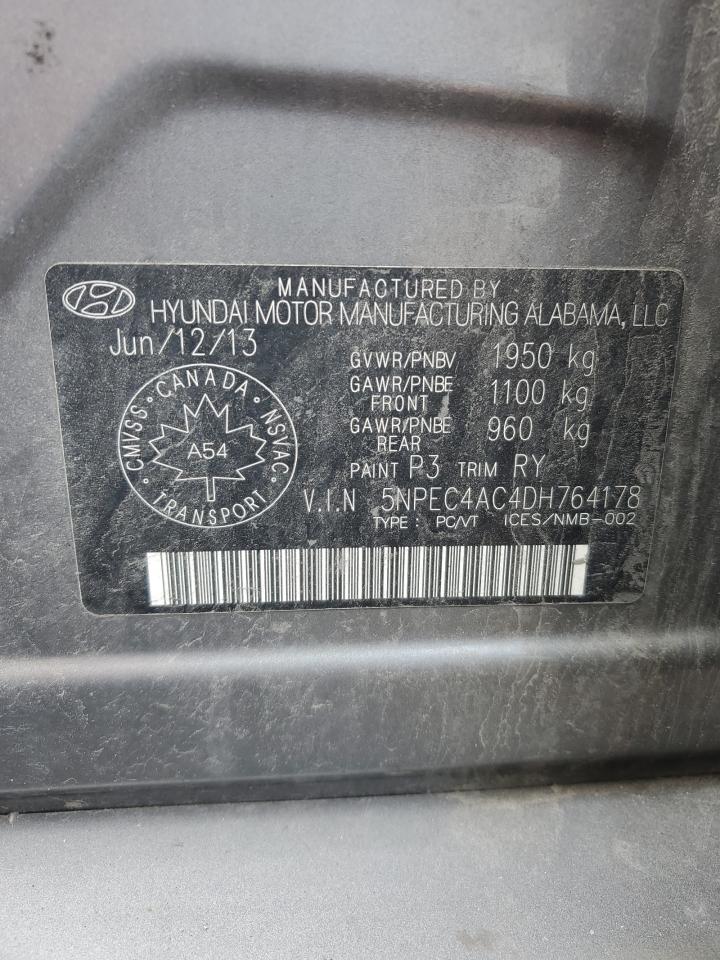 MANUFACTURED BY
HYUNDAI MOTOR MANUFACTURING ALABAMA, LLC
Jun/12/13
GVWR/PNBV 1950 kg
GAWR/PNBE FRONT 1100 kg
GAWR/PNBE REAR 960 kg
PAINT P3 TRIM RY
CANADA
CMVSS · NSVAC
A54
TRANSPORT
V.I.N 5NPEC4AC4DH764178
TYPE : PC/VT ICES/NMB-002